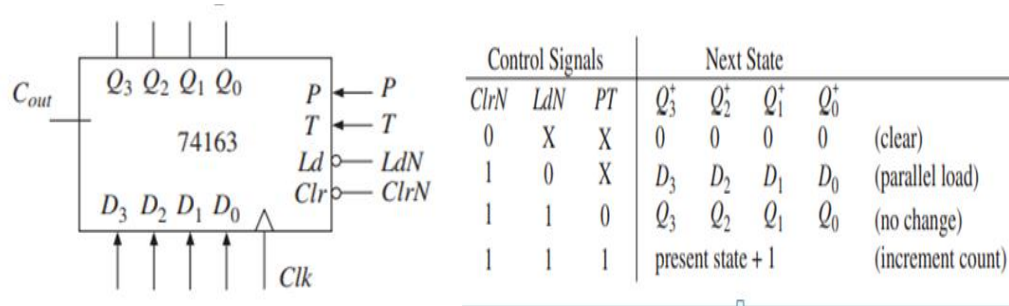 Q₃ Q₂ Q₁ Q₀
C_out
P P
T T
74163
Ld LdN
Clr ClrN
D₃ D₂ D₁ D₀
Clk
Control Signals Next State
ClrN LdN PT Q₃⁺ Q₂⁺ Q₁⁺ Q₀⁺
0 X X 0 0 0 0 (clear)
1 0 X D₃ D₂ D₁ D₀ (parallel load)
1 1 0 Q₃ Q₂ Q₁ Q₀ (no change)
1 1 1 present state + 1 (increment count)